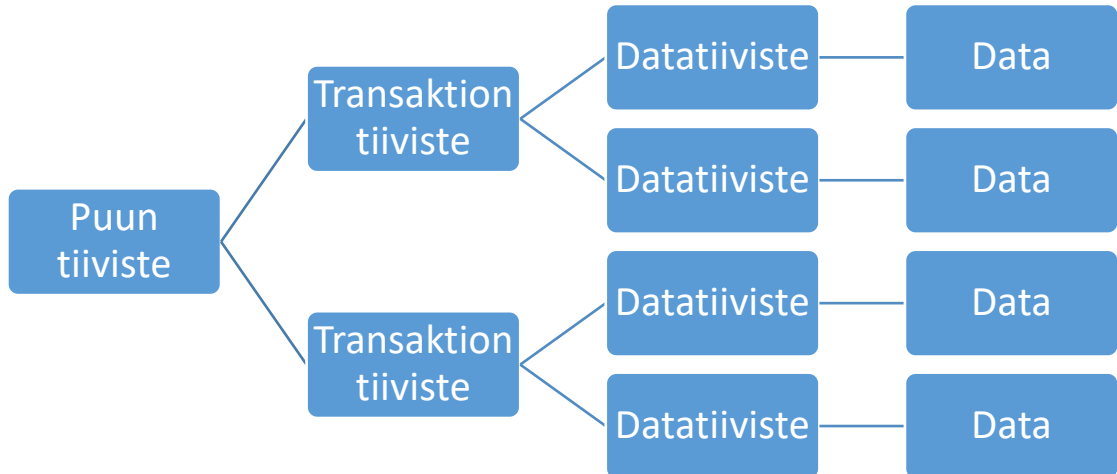 Puun
tiiviste
Transaktion
tiiviste
Datatiiviste
Data
Datatiiviste
Data
Transaktion
tiiviste
Datatiiviste
Data
Datatiiviste
Data